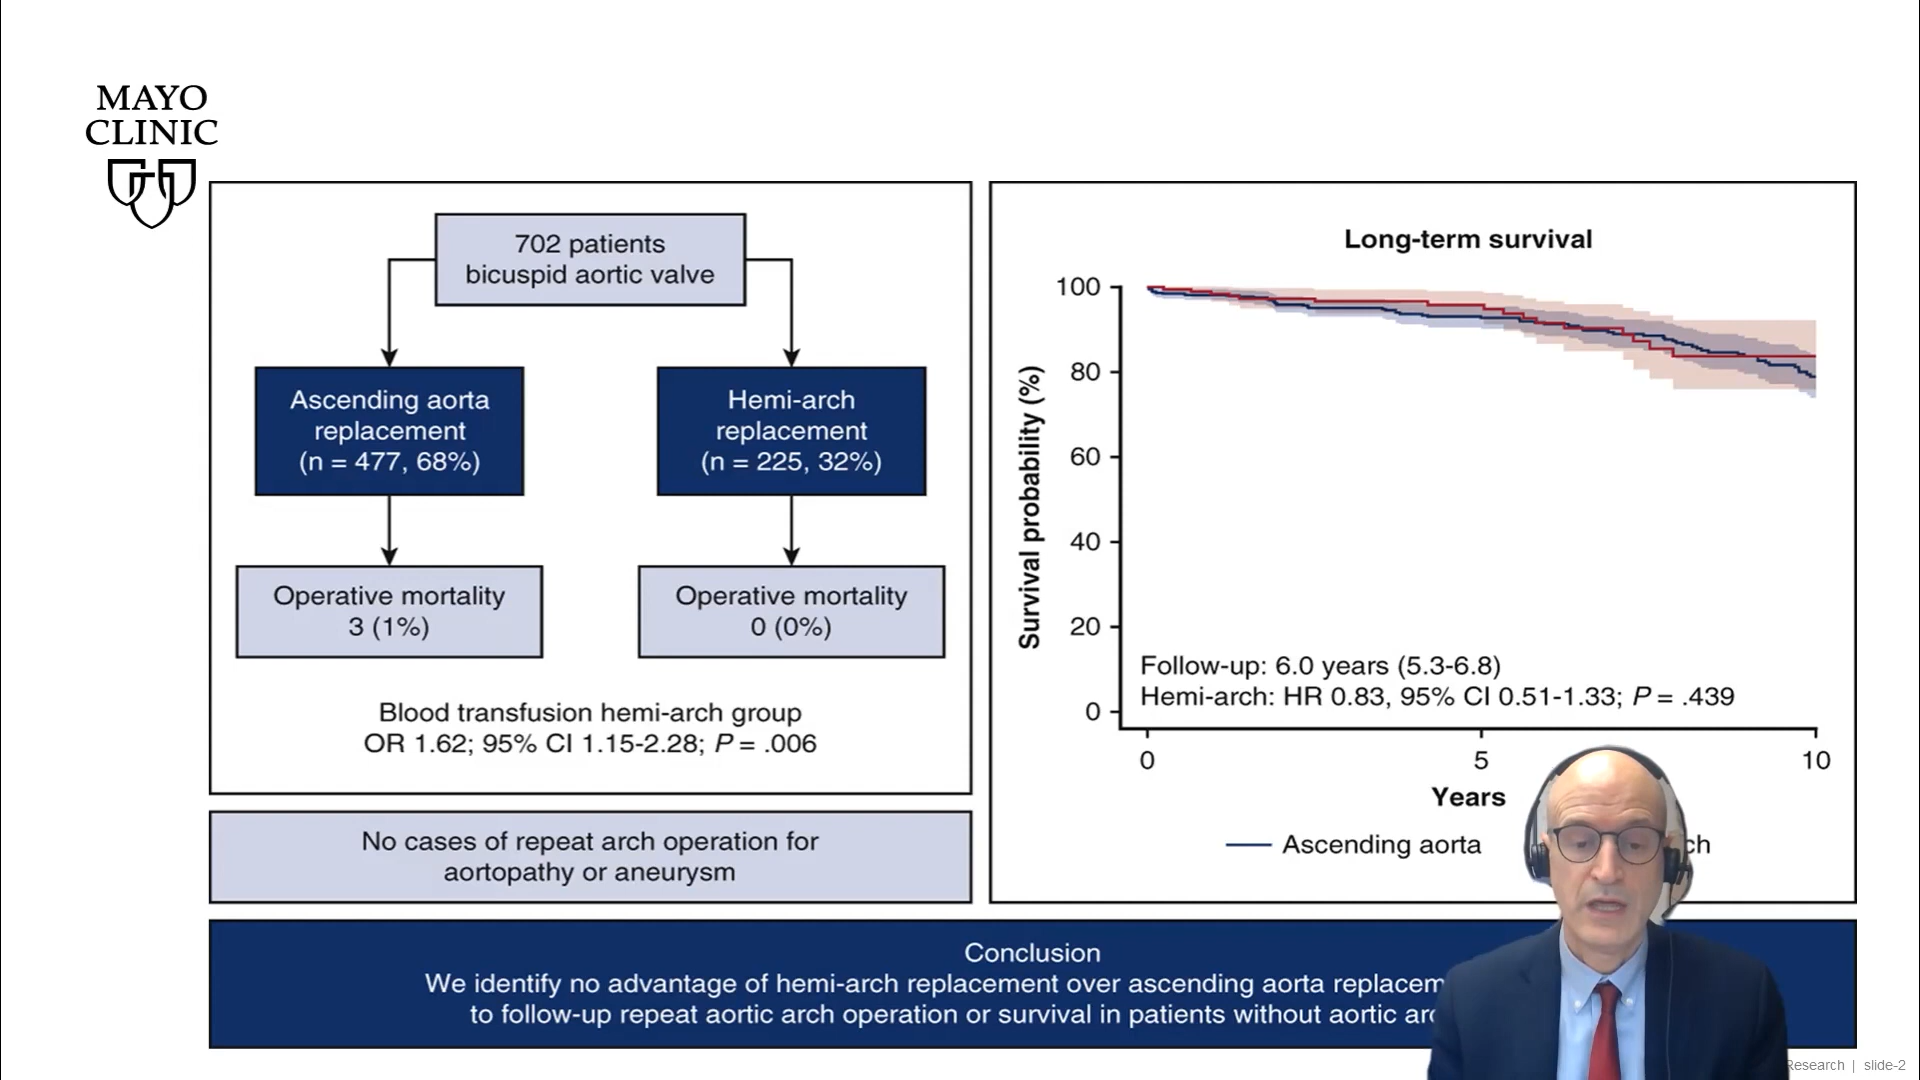 MAYO
CLINIC
702 patients
bicuspid aortic valve
Ascending aorta
replacement
(n = 477, 68%)
Hemi-arch
replacement
(n = 225, 32%)
Operative mortality
3 (1%)
Operative mortality
0 (0%)
Blood transfusion hemi-arch group
OR 1.62; 95% CI 1.15-2.28; P = .006
No cases of repeat arch operation for
aortopathy or aneurysm
Long-term survival
Survival probability (%)
100
80
60
40
20
0
Follow-up: 6.0 years (5.3-6.8)
Hemi-arch: HR 0.83, 95% CI 0.51-1.33; P = .439
0
5
10
Years
Ascending aorta
Conclusion
We identify no advantage of hemi-arch replacement over ascending aorta
to follow-up repeat aortic arch operation or survival in patients without aortic
Research | slide-2